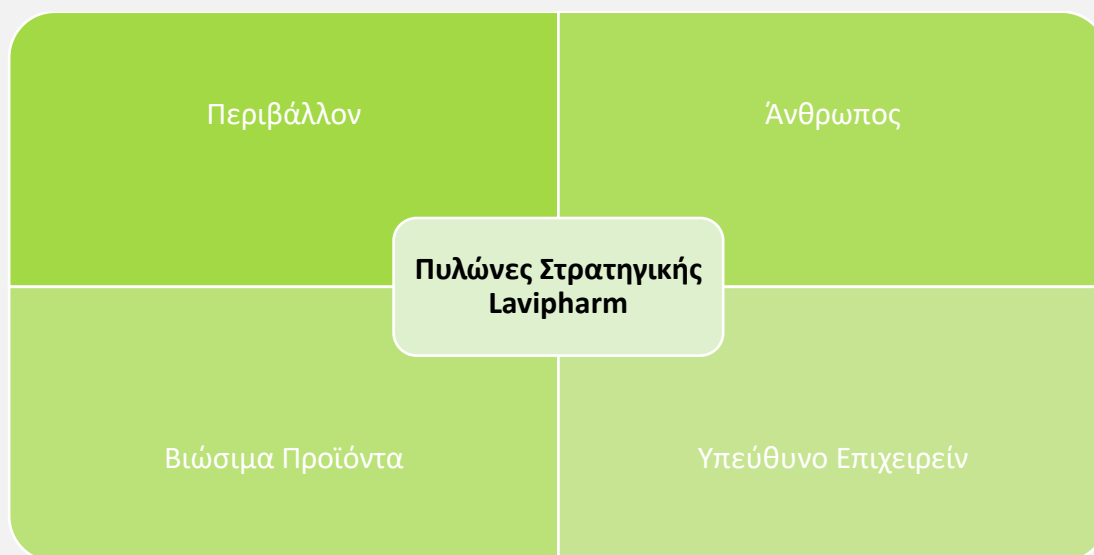 Περιβάλλον
Άνθρωπος
Πυλώνες Στρατηγικής
Lavipharm
Βιώσιμα Προϊόντα
Υπεύθυνο Επιχειρείν